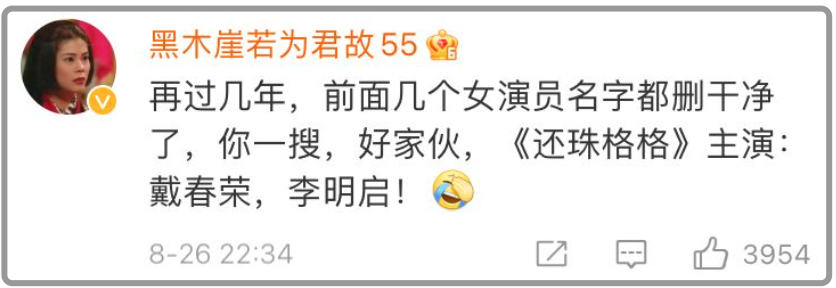 黑木崖若为君故55
再过几年，前面几个女演员名字都删干净
了，你一搜，好家伙，《还珠格格》主演：
戴春荣，李明启！
8-26 22:34
3954